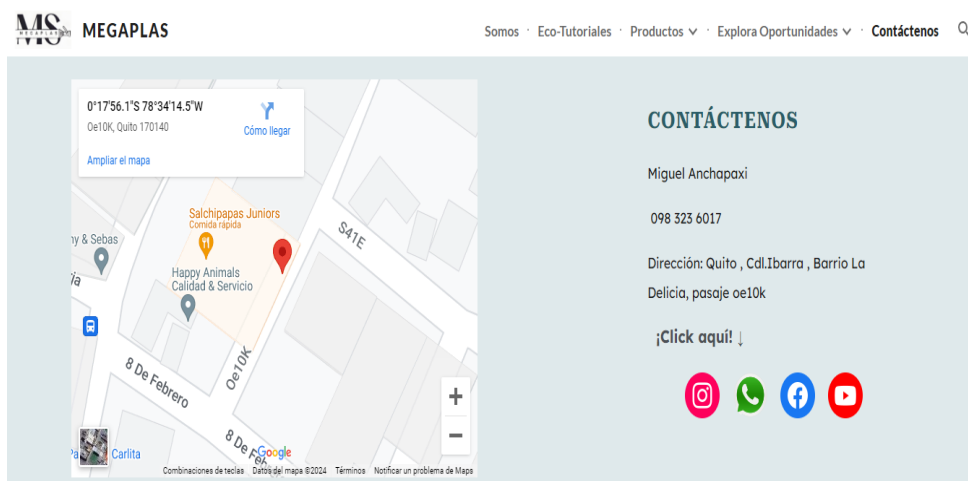 MS
MEGAPLAS
MEGAPLAS
Somos · Eco-Tutoriales · Productos · Explora Oportunidades · Contáctenos
0°17'56.1"S 78°34'14.5"W
Oe10K, Quito 170140
Cómo llegar
Ampliar el mapa
Salchipapas Juniors
Comida rápida
S41E
y & Sebas
Happy Animals
Calidad & Servicio
ía
8 De Febrero
Oe10K
8 De Feb
Carlita
Google
Combinaciones de teclas Datos del mapa ©2024 Términos Notificar un problema de Maps
CONTÁCTENOS
Miguel Anchapaxi
098 323 6017
Dirección: Quito , Cdl.Ibarra , Barrio La
Delicia, pasaje oe10k
¡Click aquí! ↓